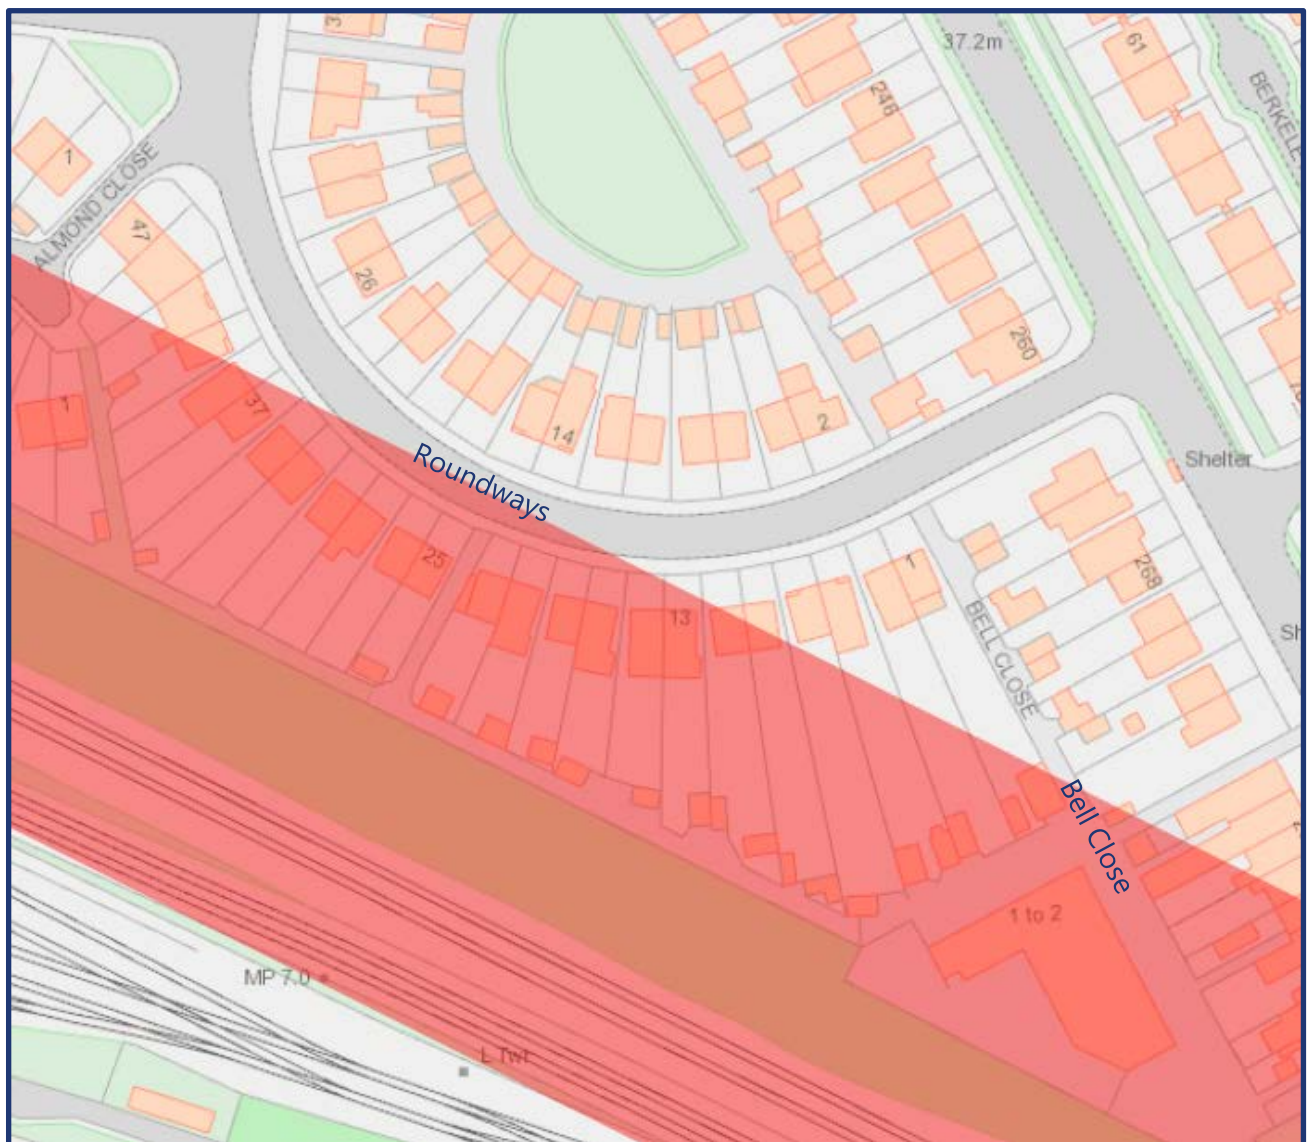 37.2m
61
248
BERKELE
1
ALMOND CLOSE
47
26
260
1
37
14
2
Roundways
Shelter
25
1
268
13
BELL CLOSE
Sh
Bell Close
1 to 2
MP 7.0
L Twr